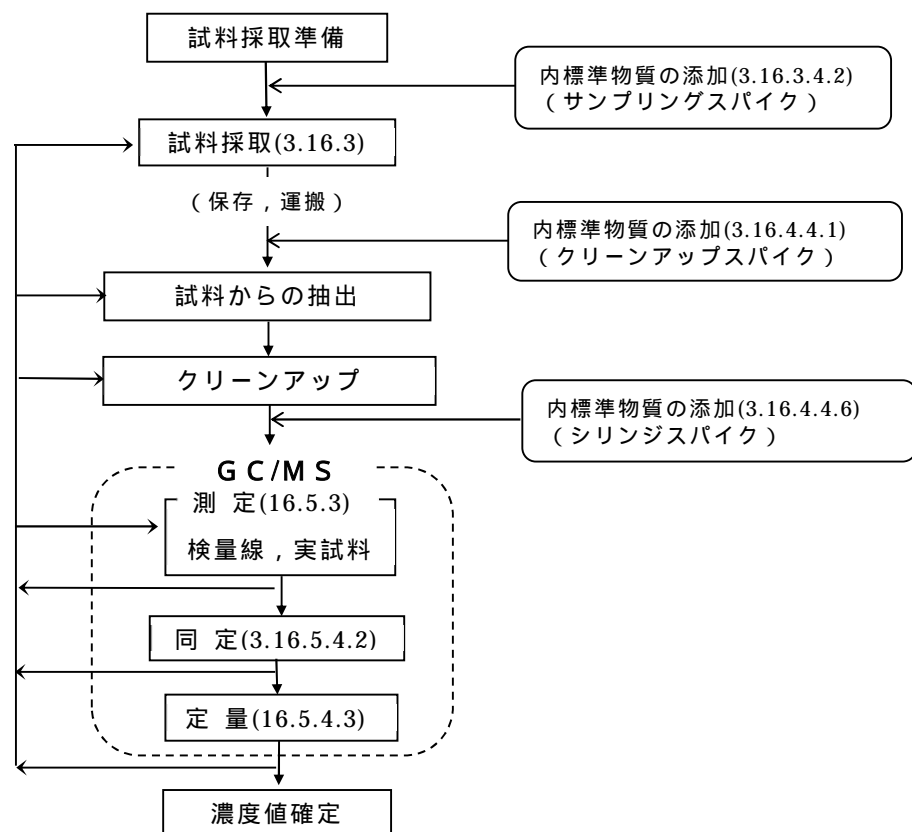 試料採取準備
内標準物質の添加(3.16.3.4.2)
(サンプリングスパイク)
試料採取(3.16.3)
(保存,運搬)
内標準物質の添加(3.16.4.4.1)
(クリーンアップスパイク)
試料からの抽出
クリーンアップ
内標準物質の添加(3.16.4.4.6)
(シリンジスパイク)
GC/MS
測 定(16.5.3)
検量線,実試料
同 定(3.16.5.4.2)
定 量(16.5.4.3)
濃度値確定